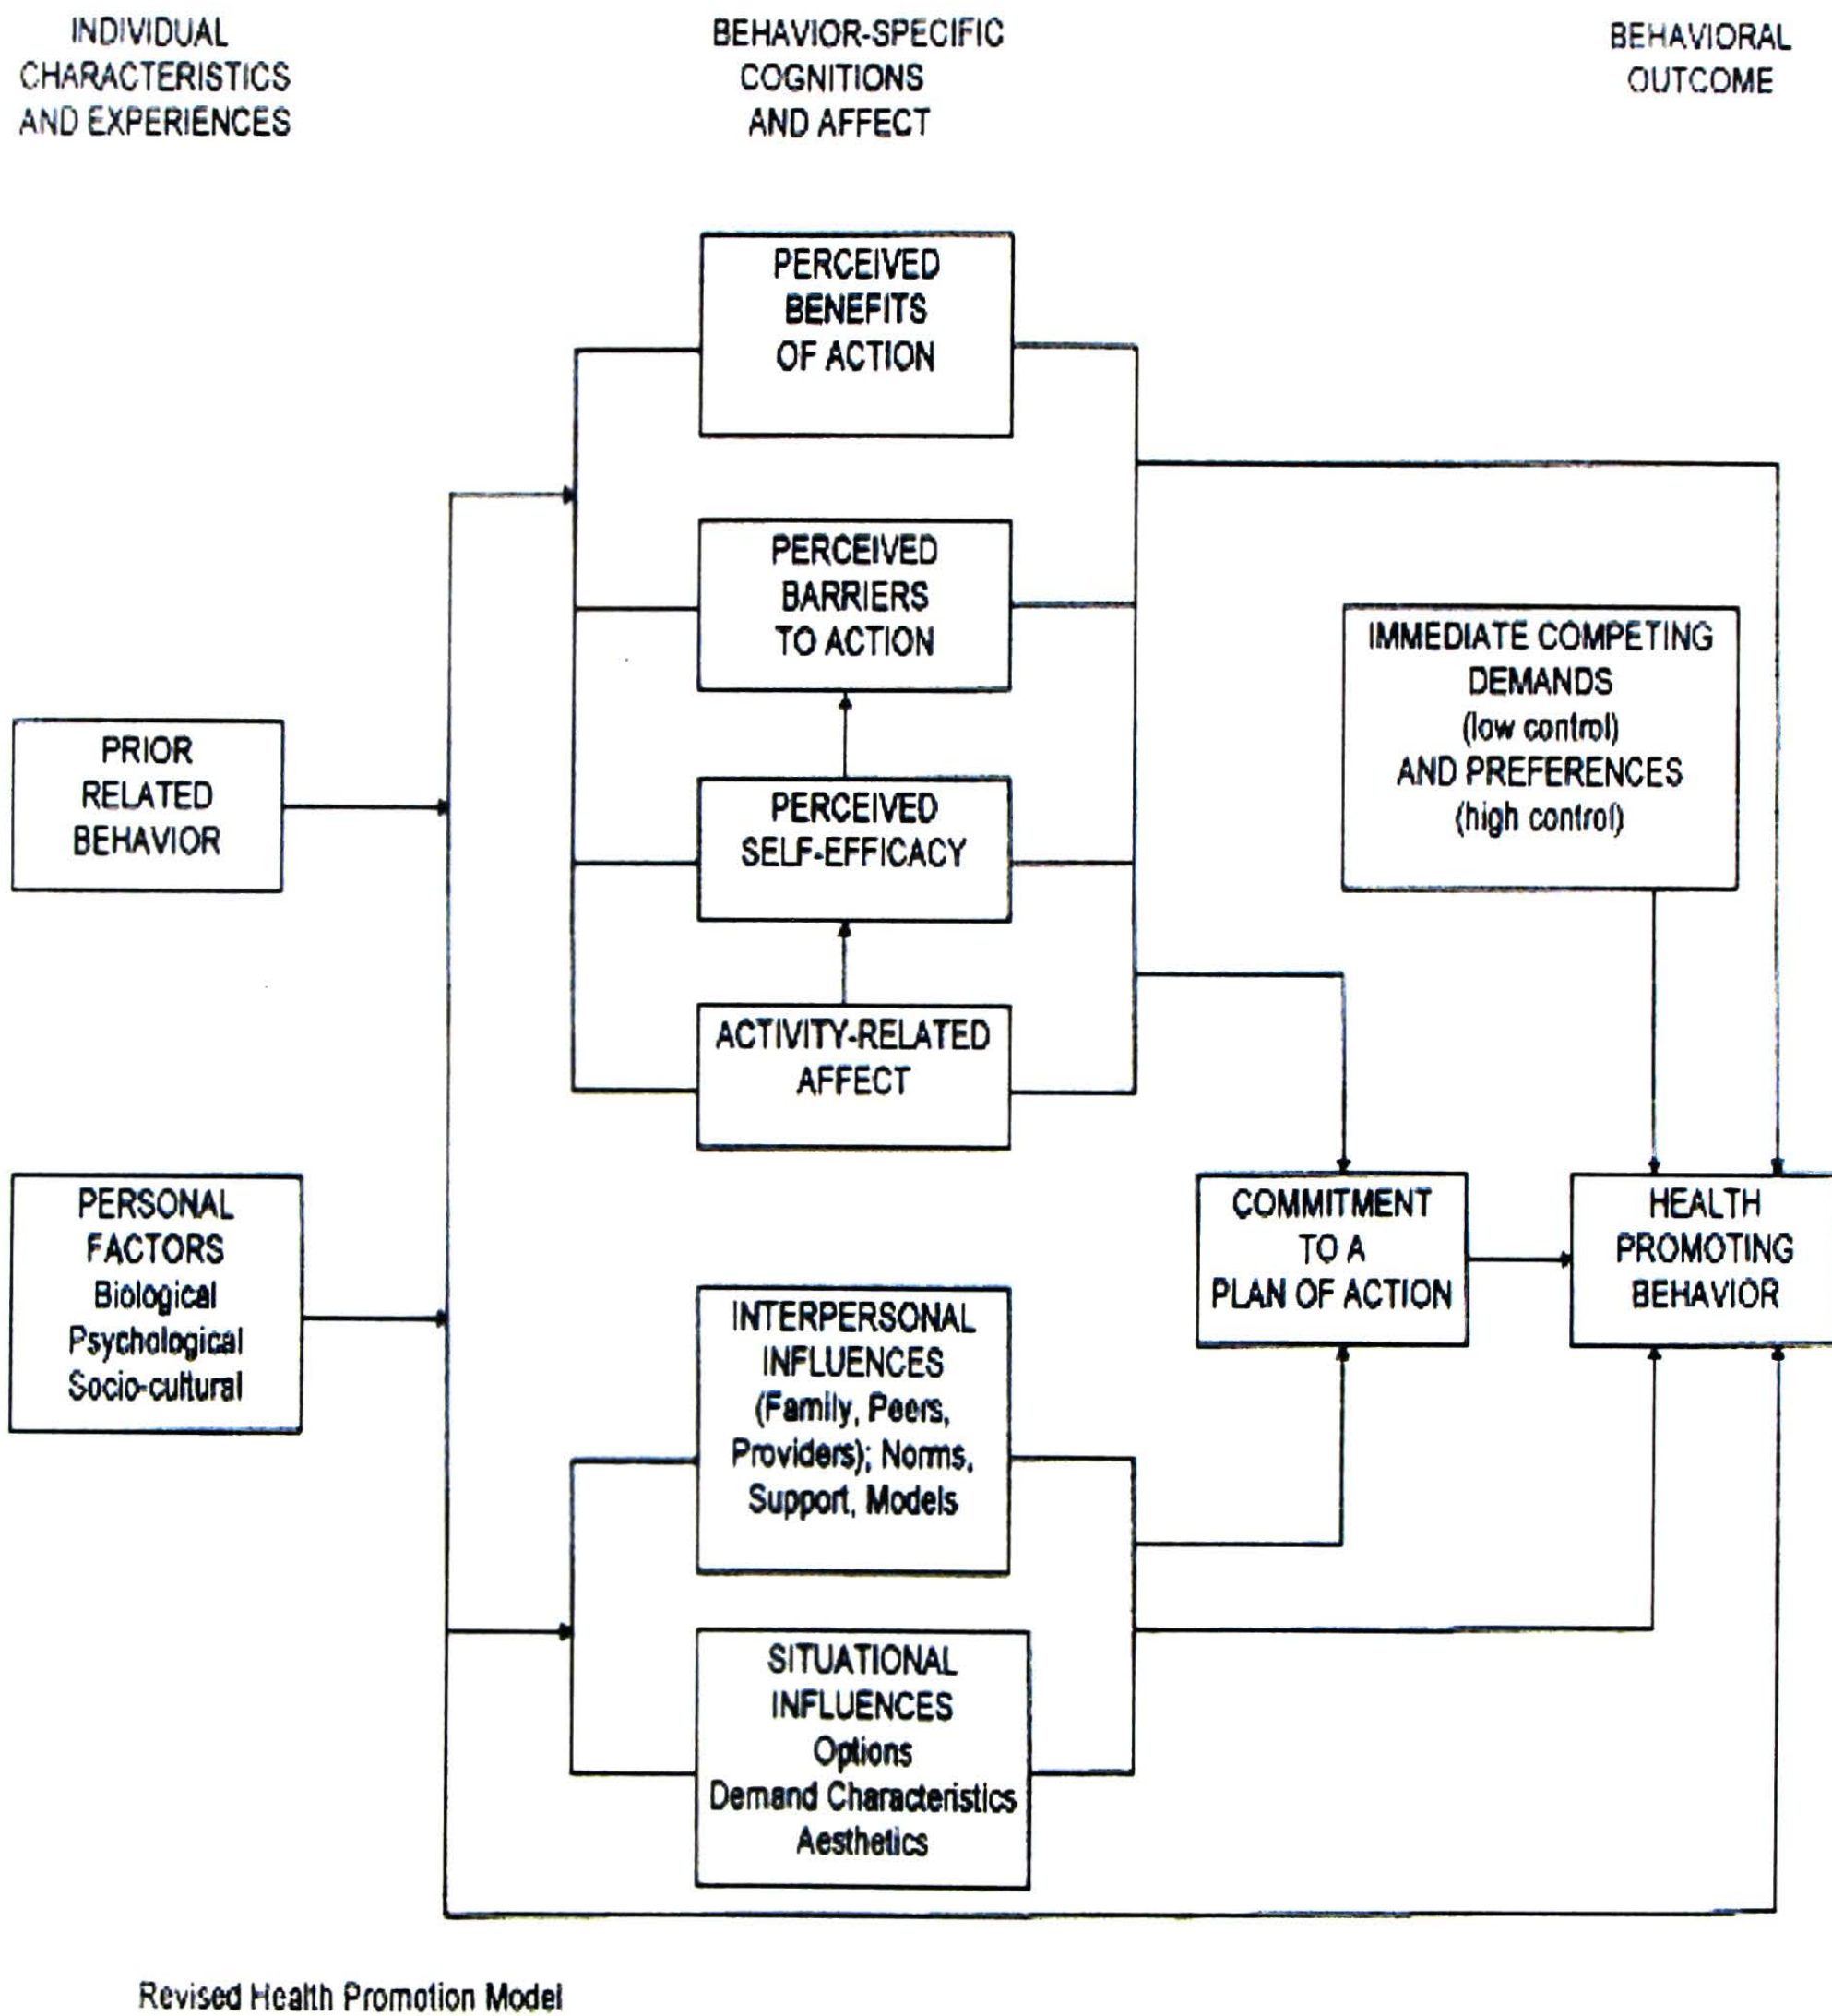 INDIVIDUAL
CHARACTERISTICS
AND EXPERIENCES
BEHAVIOR-SPECIFIC
COGNITIONS
AND AFFECT
BEHAVIORAL
OUTCOME
PERCEIVED
BENEFITS
OF ACTION
PERCEIVED
BARRIERS
TO ACTION
IMMEDIATE COMPETING
DEMANDS
(low control)
AND PREFERENCES
(high control)
PRIOR
RELATED
BEHAVIOR
PERCEIVED
SELF-EFFICACY
ACTIVITY-RELATED
AFFECT
PERSONAL
FACTORS
Biological
Psychological
Socio-cultural
COMMITMENT
TO A
PLAN OF ACTION
HEALTH
PROMOTING
BEHAVIOR
INTERPERSONAL
INFLUENCES
(Family, Peers,
Providers); Norms,
Support, Models
SITUATIONAL
INFLUENCES
Options
Demand Characteristics
Aesthetics
Revised Health Promotion Model